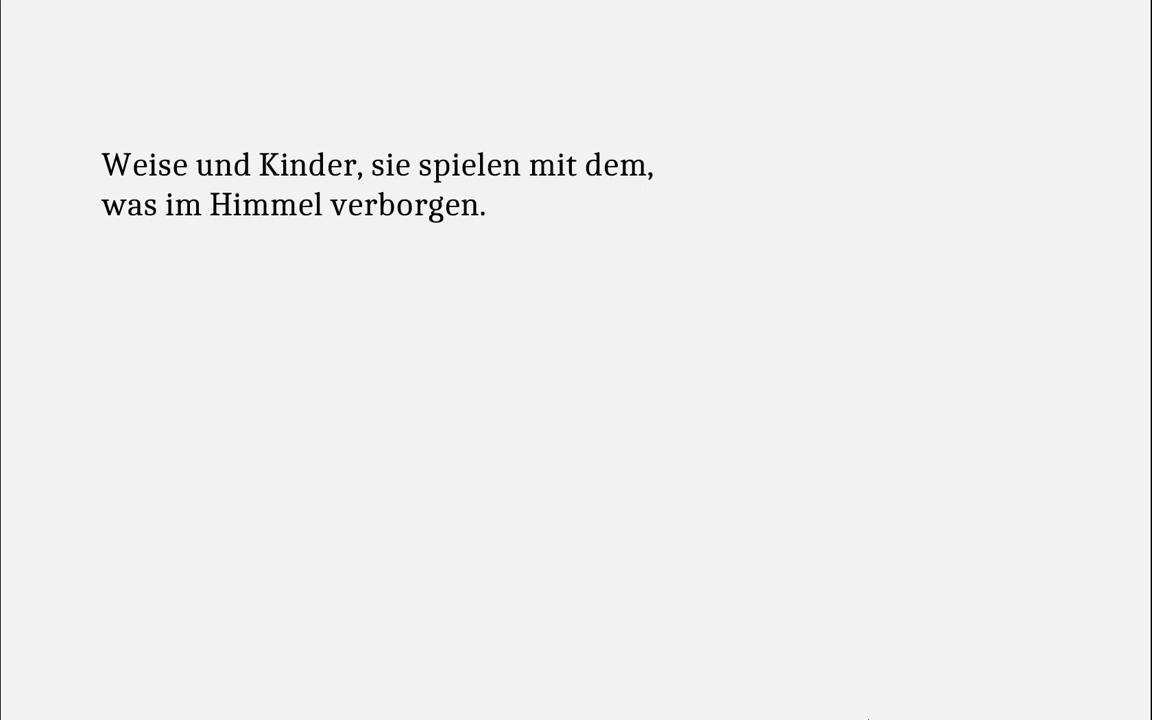 Weise und Kinder, sie spielen mit dem,
was im Himmel verborgen.